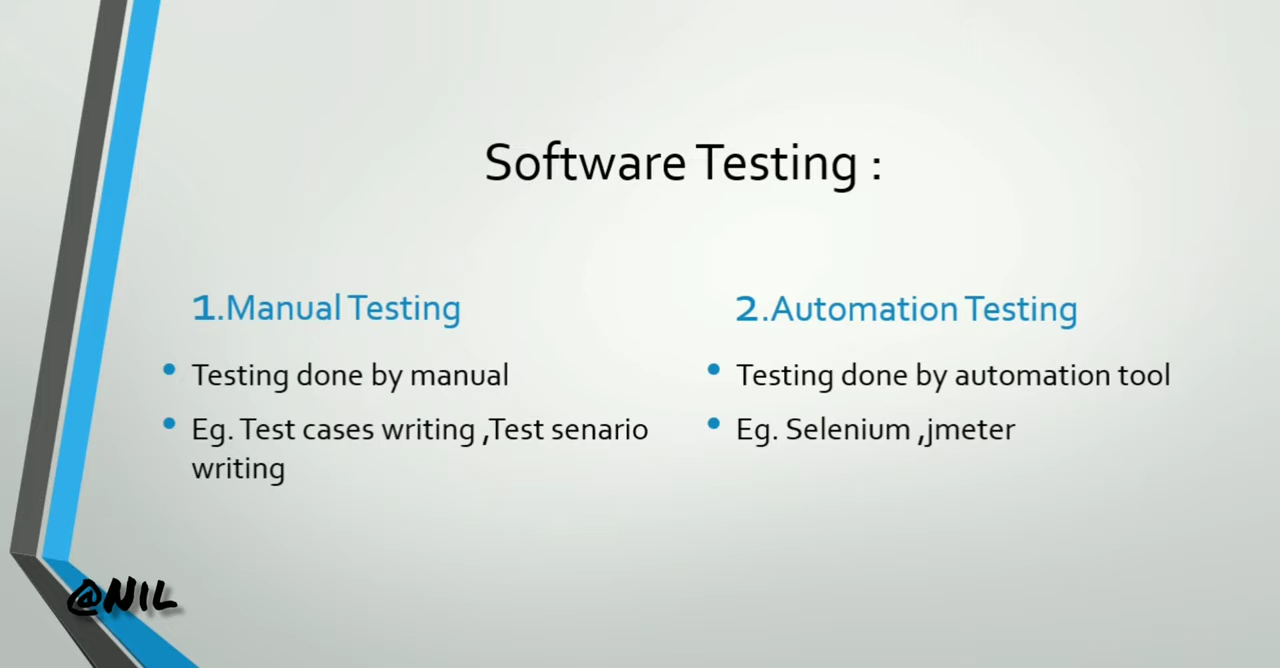 Software Testing :
1.Manual Testing
• Testing done by manual
• Eg. Test cases writing ,Test senario
writing
2.Automation Testing
• Testing done by automation tool
• Eg. Selenium ,jmeter
@NIL